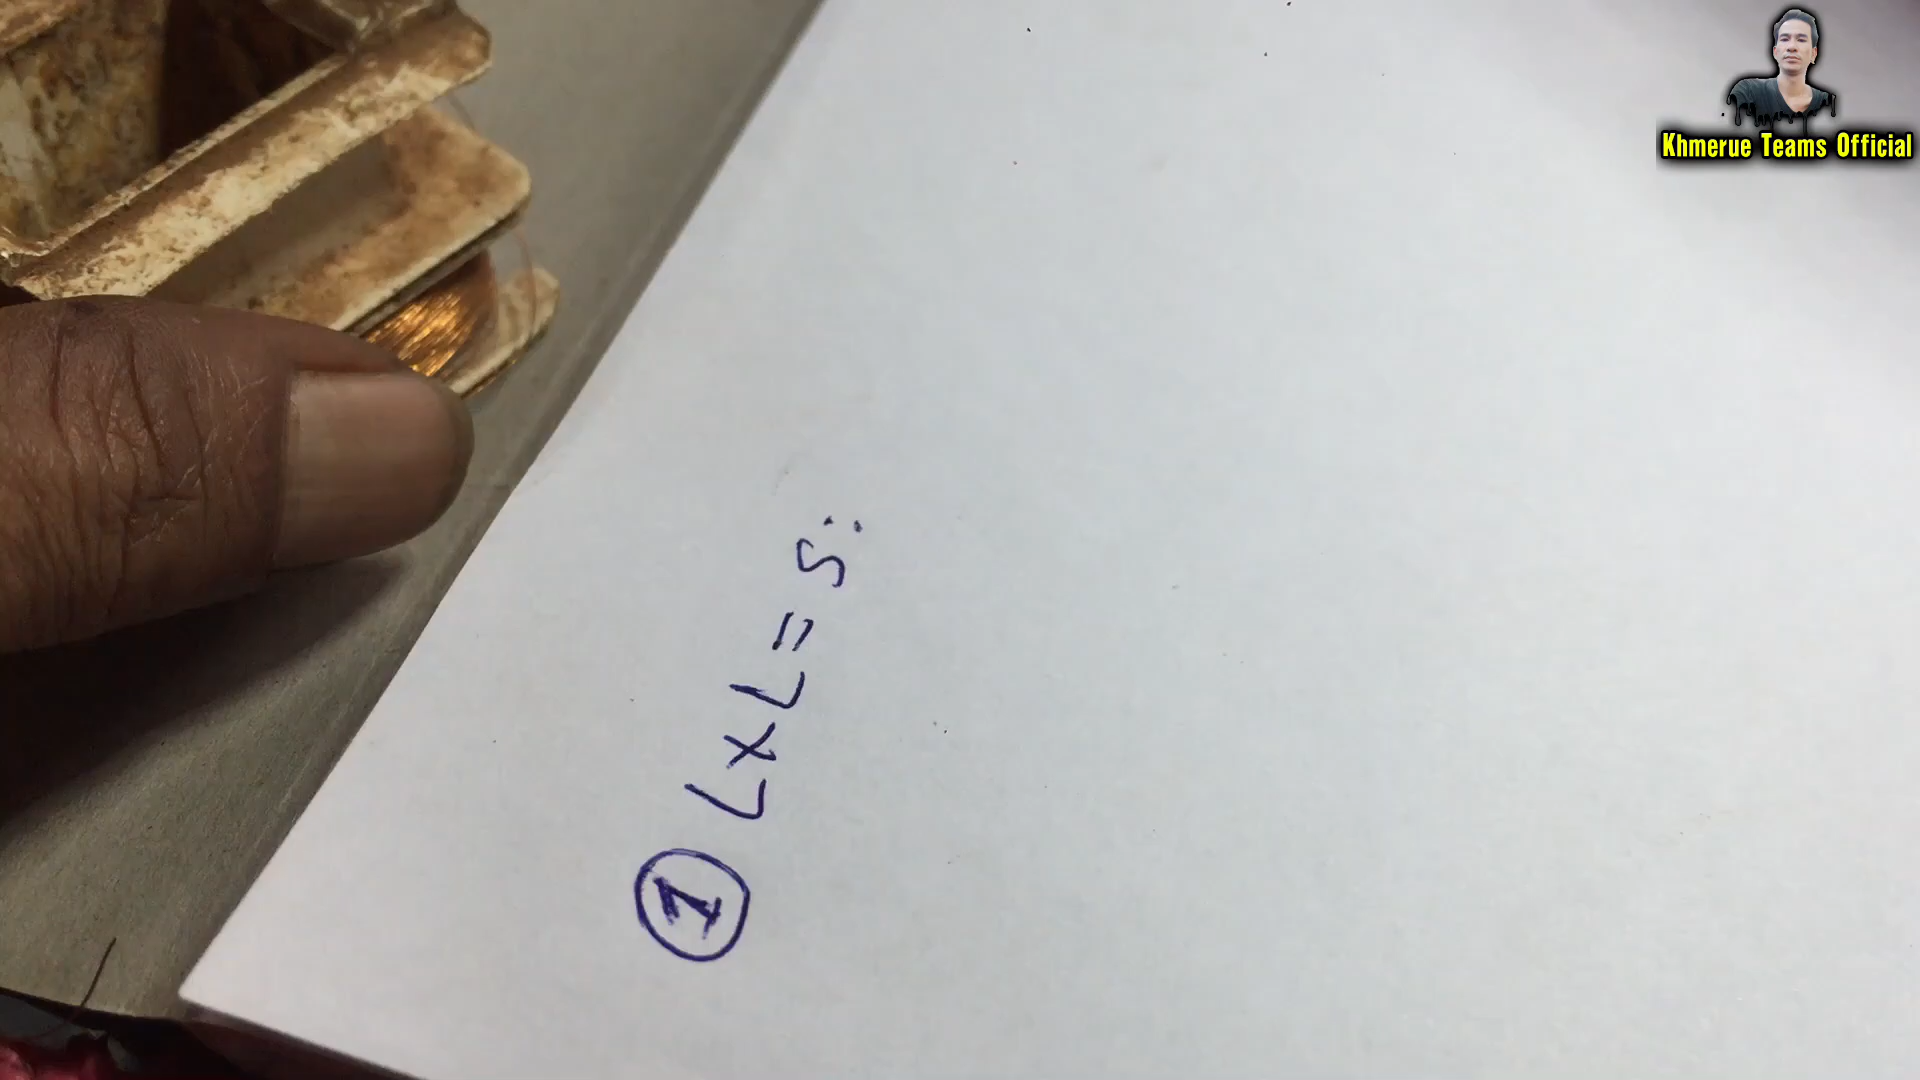 Khmerue Teams Official
① L×L = S: